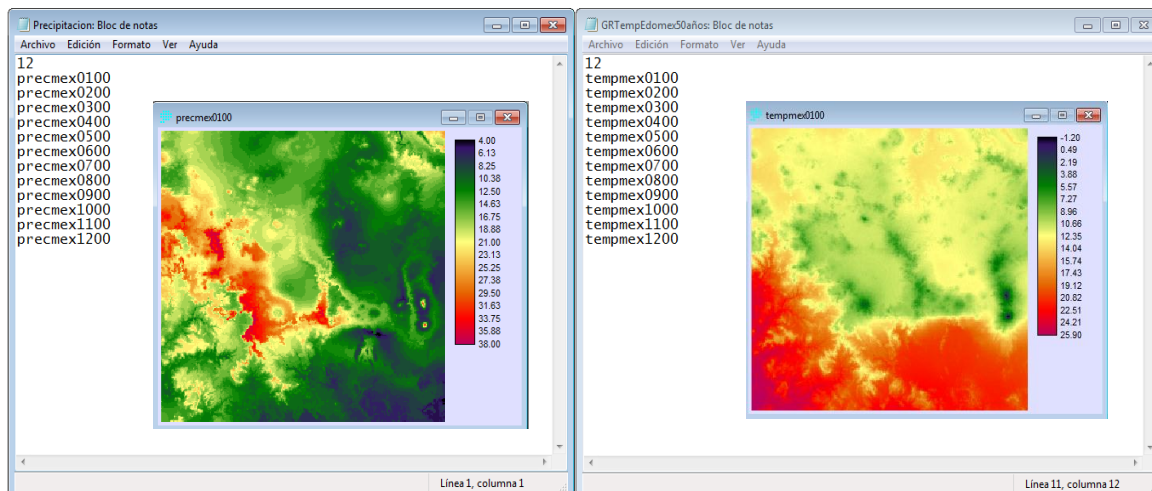 Precipitacion: Bloc de notas
Archivo Edición Formato Ver Ayuda
12
precmex0100
precmex0200
precmex0300
precmex0400
precmex0500
precmex0600
precmex0700
precmex0800
precmex0900
precmex1000
precmex1100
precmex1200
precmex0100
4.00
6.13
8.25
10.38
12.50
14.63
16.75
18.88
21.00
23.13
25.25
27.38
29.50
31.63
33.75
35.88
38.00
Línea 1, columna 1
GRTempEdomex50años: Bloc de notas
Archivo Edición Formato Ver Ayuda
12
tempmex0100
tempmex0200
tempmex0300
tempmex0400
tempmex0500
tempmex0600
tempmex0700
tempmex0800
tempmex0900
tempmex1000
tempmex1100
tempmex1200
tempmex0100
-1.20
0.49
2.19
3.88
5.57
7.27
8.96
10.66
12.35
14.04
15.74
17.43
19.12
20.82
22.51
24.21
25.90
Línea 11, columna 12